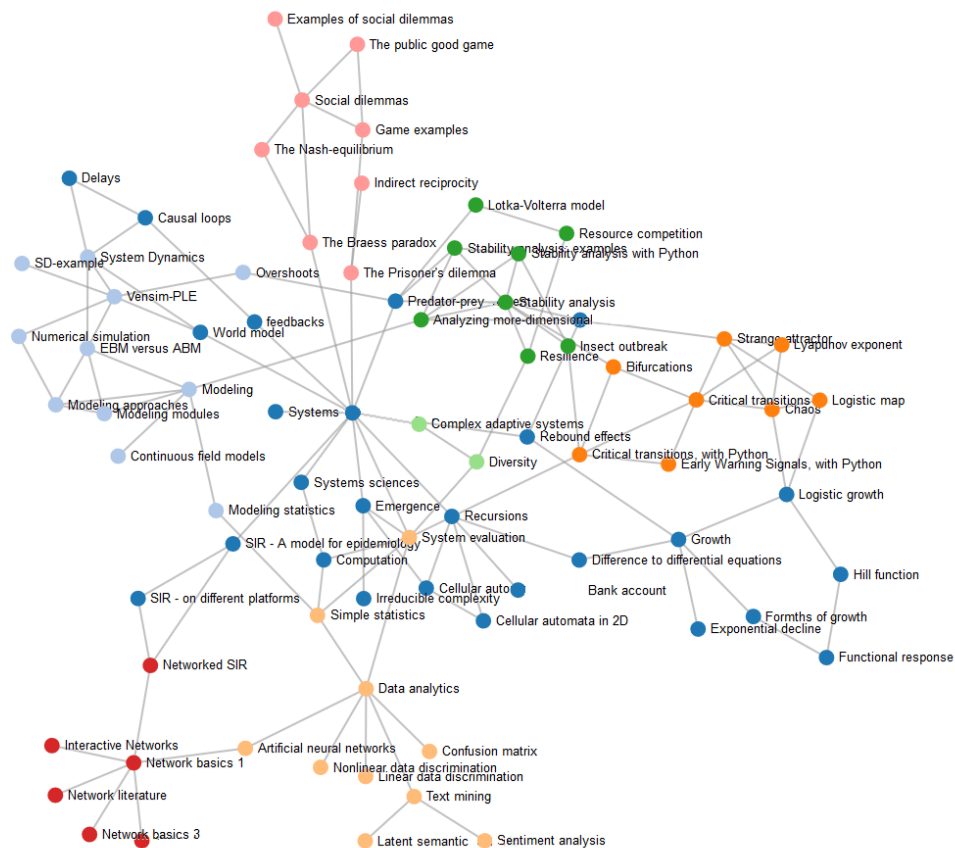 Examples of social dilemmas
The public good game
Social dilemmas
Game examples
The Nash-equilibrium
Indirect reciprocity
Delays
Lotka-Volterra model
Causal loops
Resource competition
The Braess paradox
Stability analysis: examples
Stability analysis with Python
System Dynamics
SD-example
Overshoots
The Prisoner's dilemma
Vensim-PLE
Predator-prey
Stability analysis
feedbacks
Analyzing more-dimensional
World model
Numerical simulation
Strange attractor
Lyapunov exponent
EBM versus ABM
Insect outbreak
Resilience
Bifurcations
Modeling
Critical transitions
Logistic map
Modeling approaches
Chaos
Modeling modules
Systems
Complex adaptive systems
Rebound effects
Continuous field models
Critical transitions, with Python
Diversity
Early Warning Signals, with Python
Systems sciences
Logistic growth
Modeling statistics
Emergence
Recursions
System evaluation
Growth
SIR - A model for epidemiology
Computation
Difference to differential equations
Hill function
Cellular autom
Bank account
SIR - on different platforms
Irreducible complexity
Simple statistics
Cellular automata in 2D
Formths of growth
Exponential decline
Functional response
Networked SIR
Data analytics
Interactive Networks
Artificial neural networks
Confusion matrix
Network basics 1
Nonlinear data discrimination
Linear data discrimination
Network literature
Text mining
Network basics 3
Latent semantic
Sentiment analysis